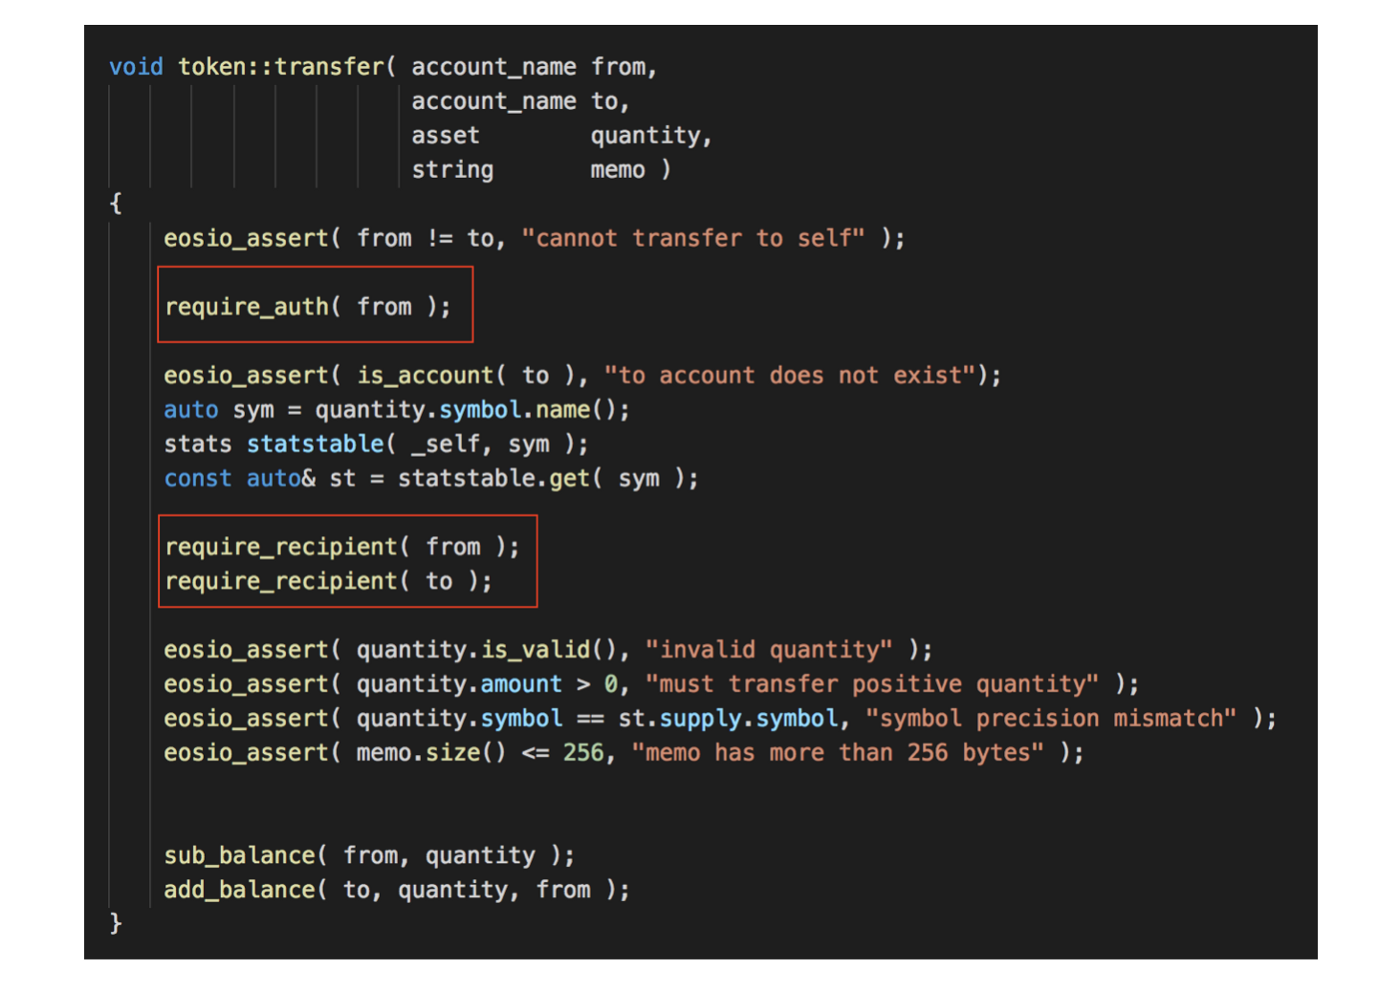 void token::transfer( account_name from,
account_name to,
asset quantity,
string memo )
{
eosio_assert( from != to, "cannot transfer to self" );
require_auth( from );
eosio_assert( is_account( to ), "to account does not exist");
auto sym = quantity.symbol.name();
stats statstable( _self, sym );
const auto& st = statstable.get( sym );
require_recipient( from );
require_recipient( to );
eosio_assert( quantity.is_valid(), "invalid quantity" );
eosio_assert( quantity.amount > 0, "must transfer positive quantity" );
eosio_assert( quantity.symbol == st.supply.symbol, "symbol precision mismatch" );
eosio_assert( memo.size() <= 256, "memo has more than 256 bytes" );
sub_balance( from, quantity );
add_balance( to, quantity, from );
}